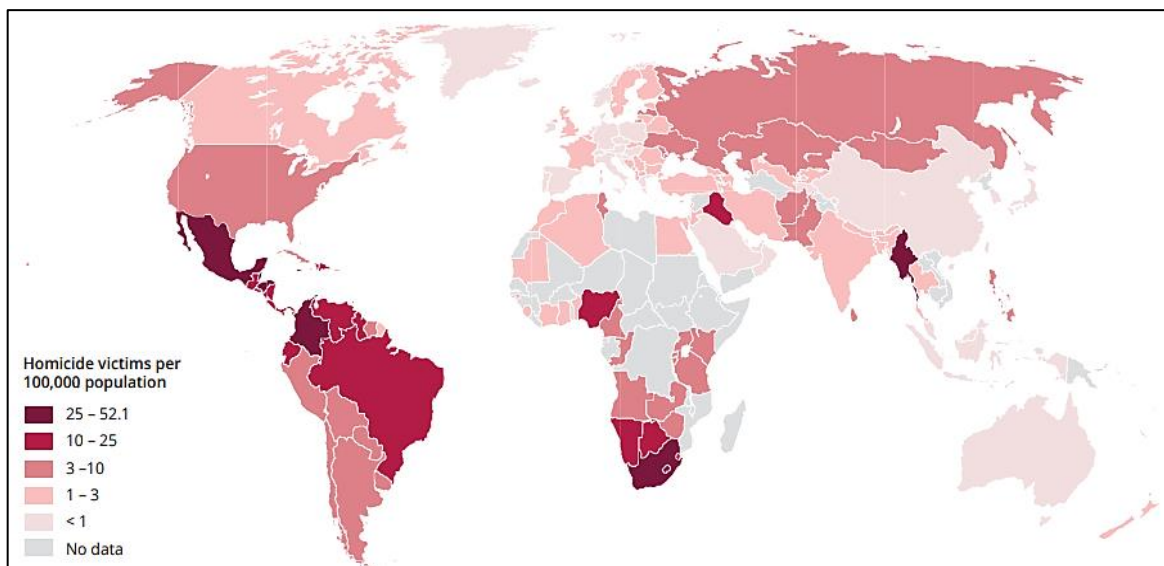 Homicide victims per
100,000 population
25 – 52.1
10 – 25
3 –10
1 – 3
< 1
No data